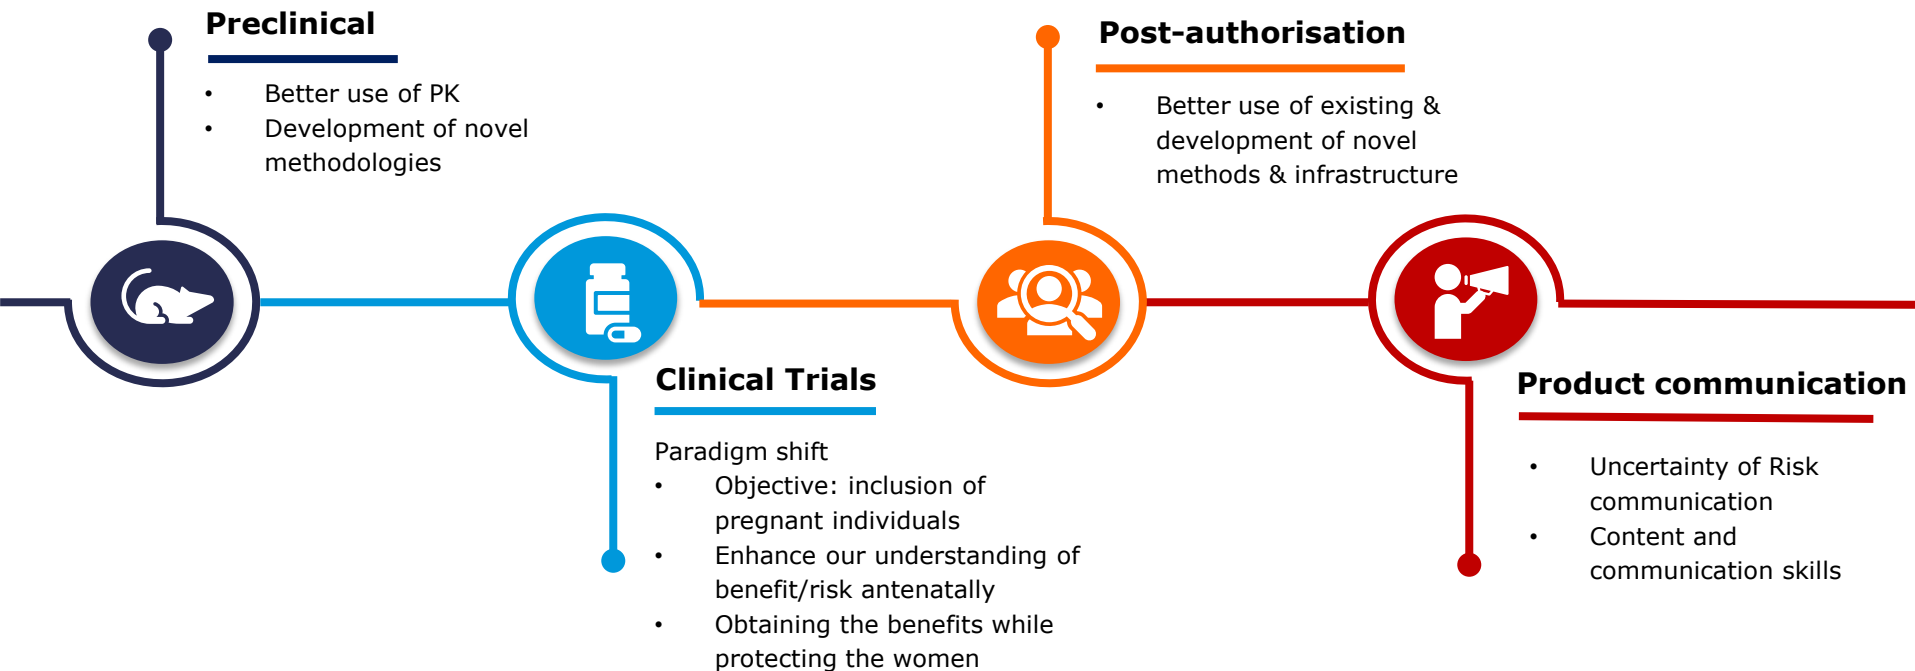 Preclinical
• Better use of PK
• Development of novel
methodologies
Clinical Trials
Paradigm shift
• Objective: inclusion of
pregnant individuals
• Enhance our understanding of
benefit/risk antenatally
• Obtaining the benefits while
protecting the women
Post-authorisation
• Better use of existing &
development of novel
methods & infrastructure
Product communication
• Uncertainty of Risk
communication
• Content and
communication skills